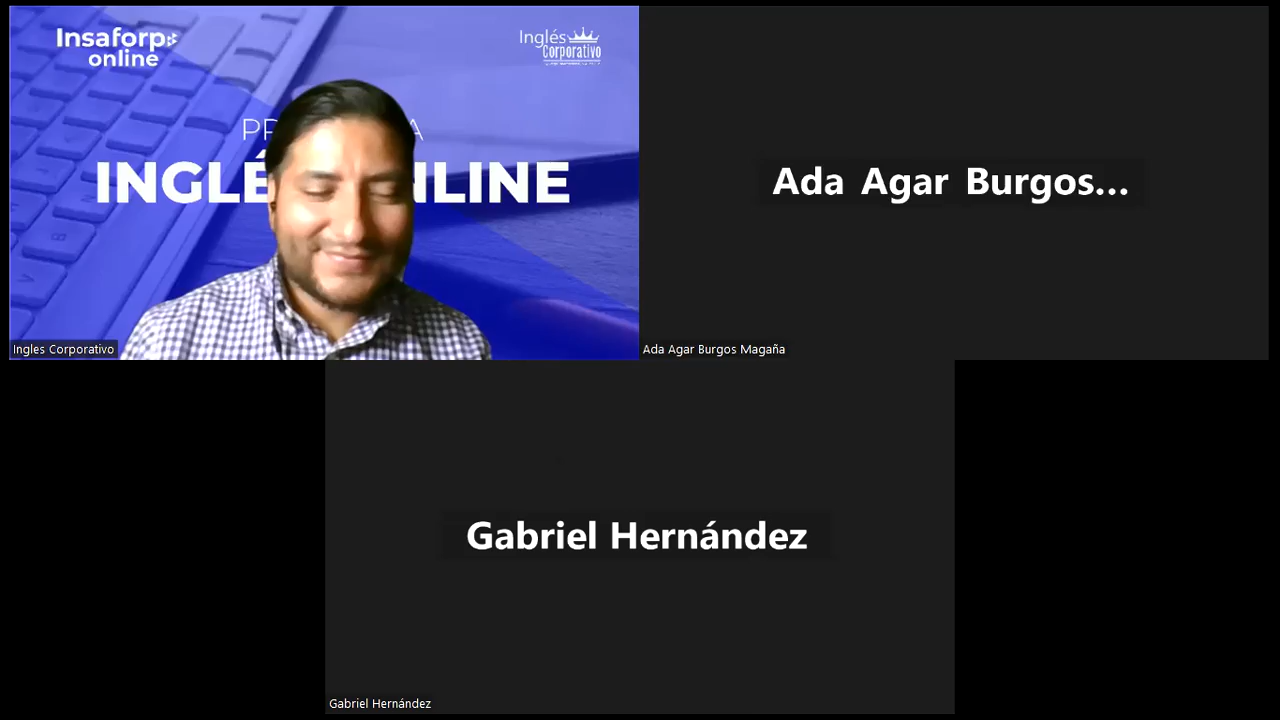 Insaforp
online
Inglés
Corporativo
INGLÉ NLINE
Ingles Corporativo
Ada Agar Burgos...
Ada Agar Burgos Magaña
Gabriel Hernández
Gabriel Hernández